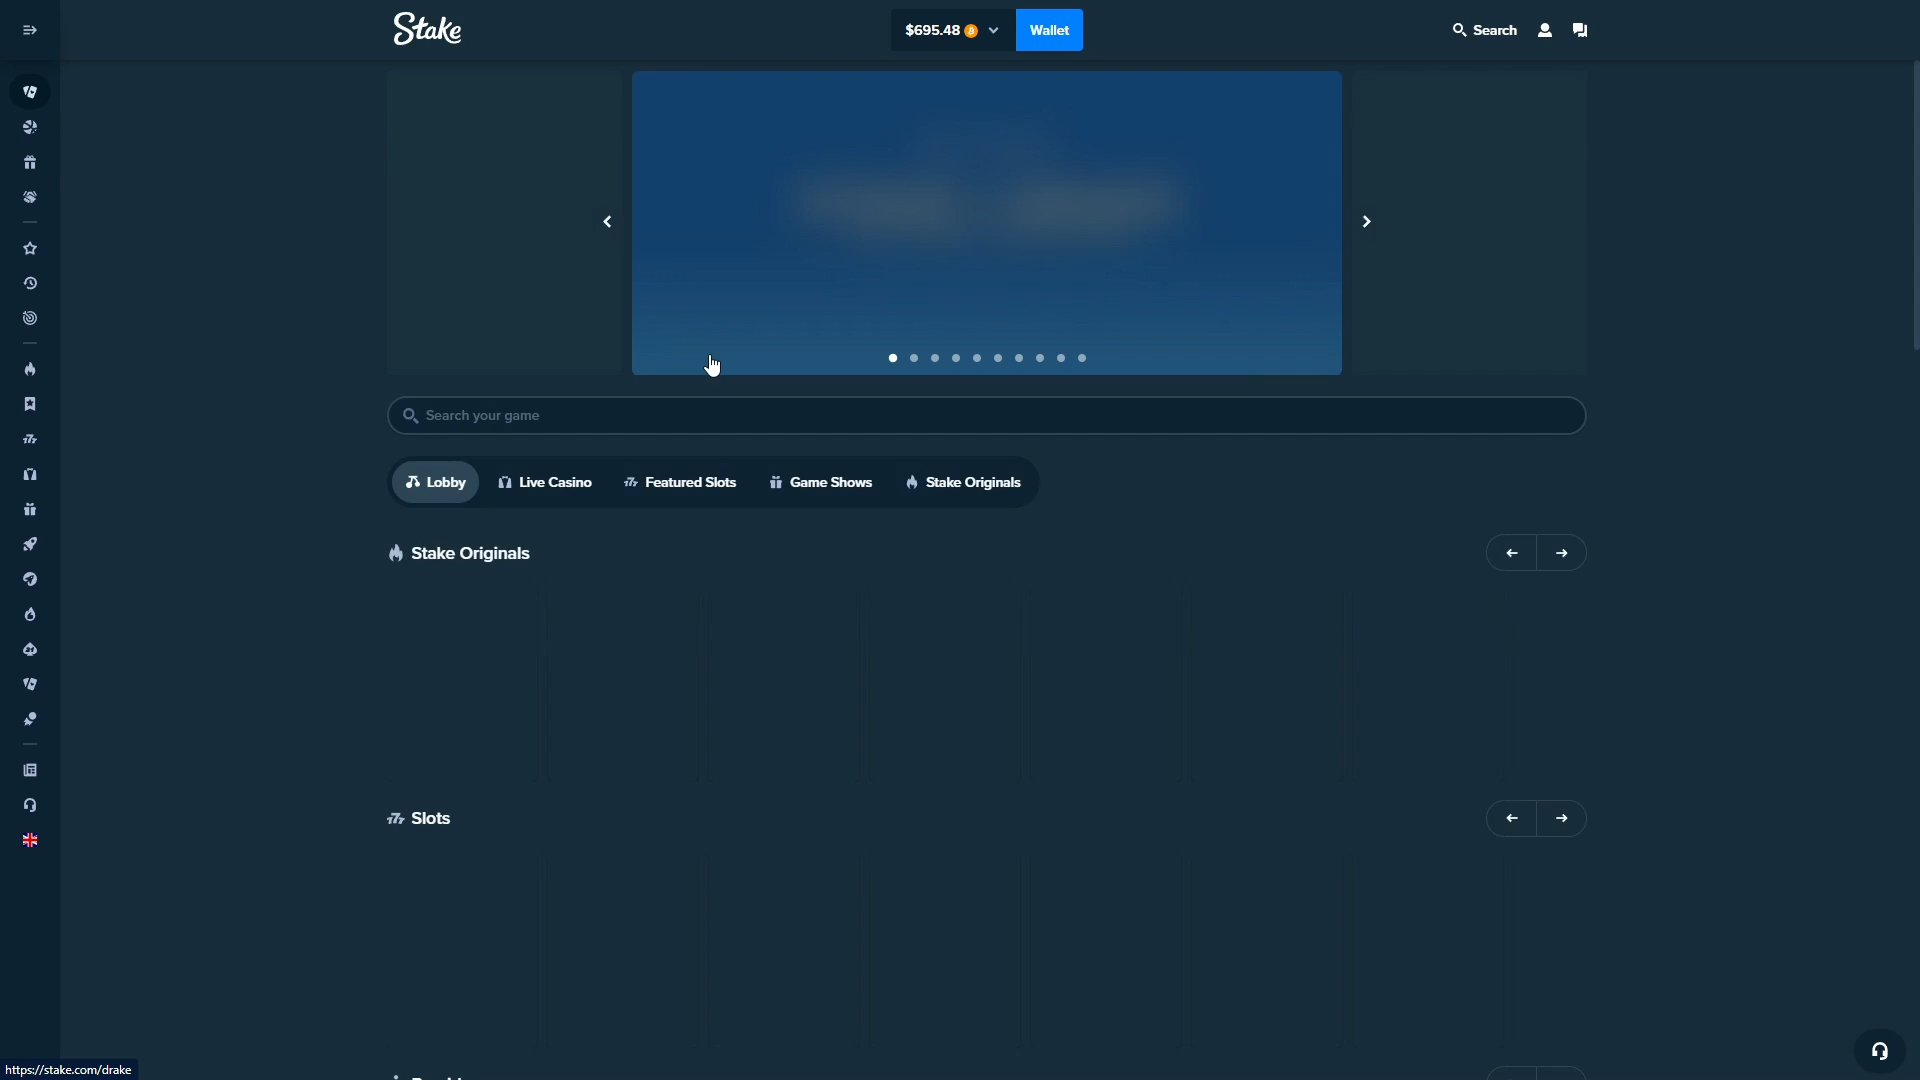 Stake
$695.48
Wallet
Search
Search your game
Lobby
Live Casino
Featured Slots
Game Shows
Stake Originals
Stake Originals
Slots
https://stake.com/drake